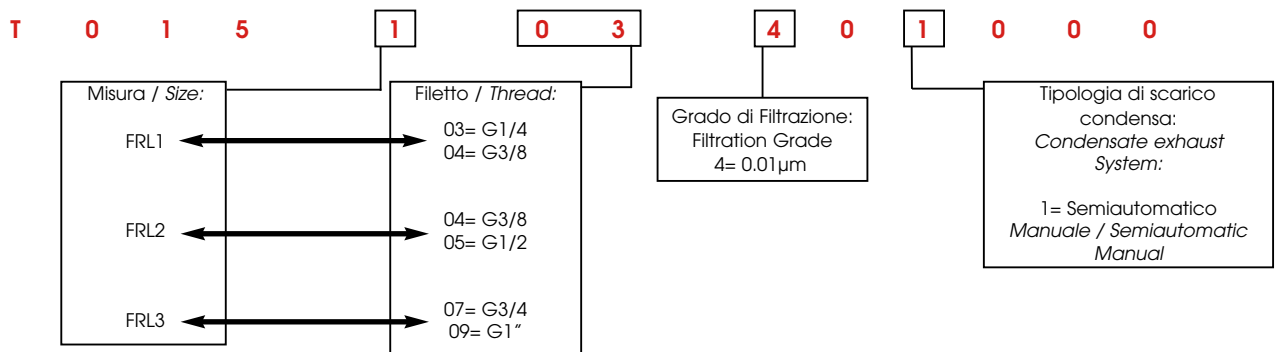 T 0 1 5 1 0 3 4 0 1 0 0 0
Misura / Size:
FRL1
FRL2
FRL3
Filetto / Thread:
03= G1/4
04= G3/8
04= G3/8
05= G1/2
07= G3/4
09= G1"
Grado di Filtrazione:
Filtration Grade
4= 0.01µm
Tipologia di scarico
condensa:
Condensate exhaust
System:
1= Semiautomatico
Manuale / Semiautomatic
Manual